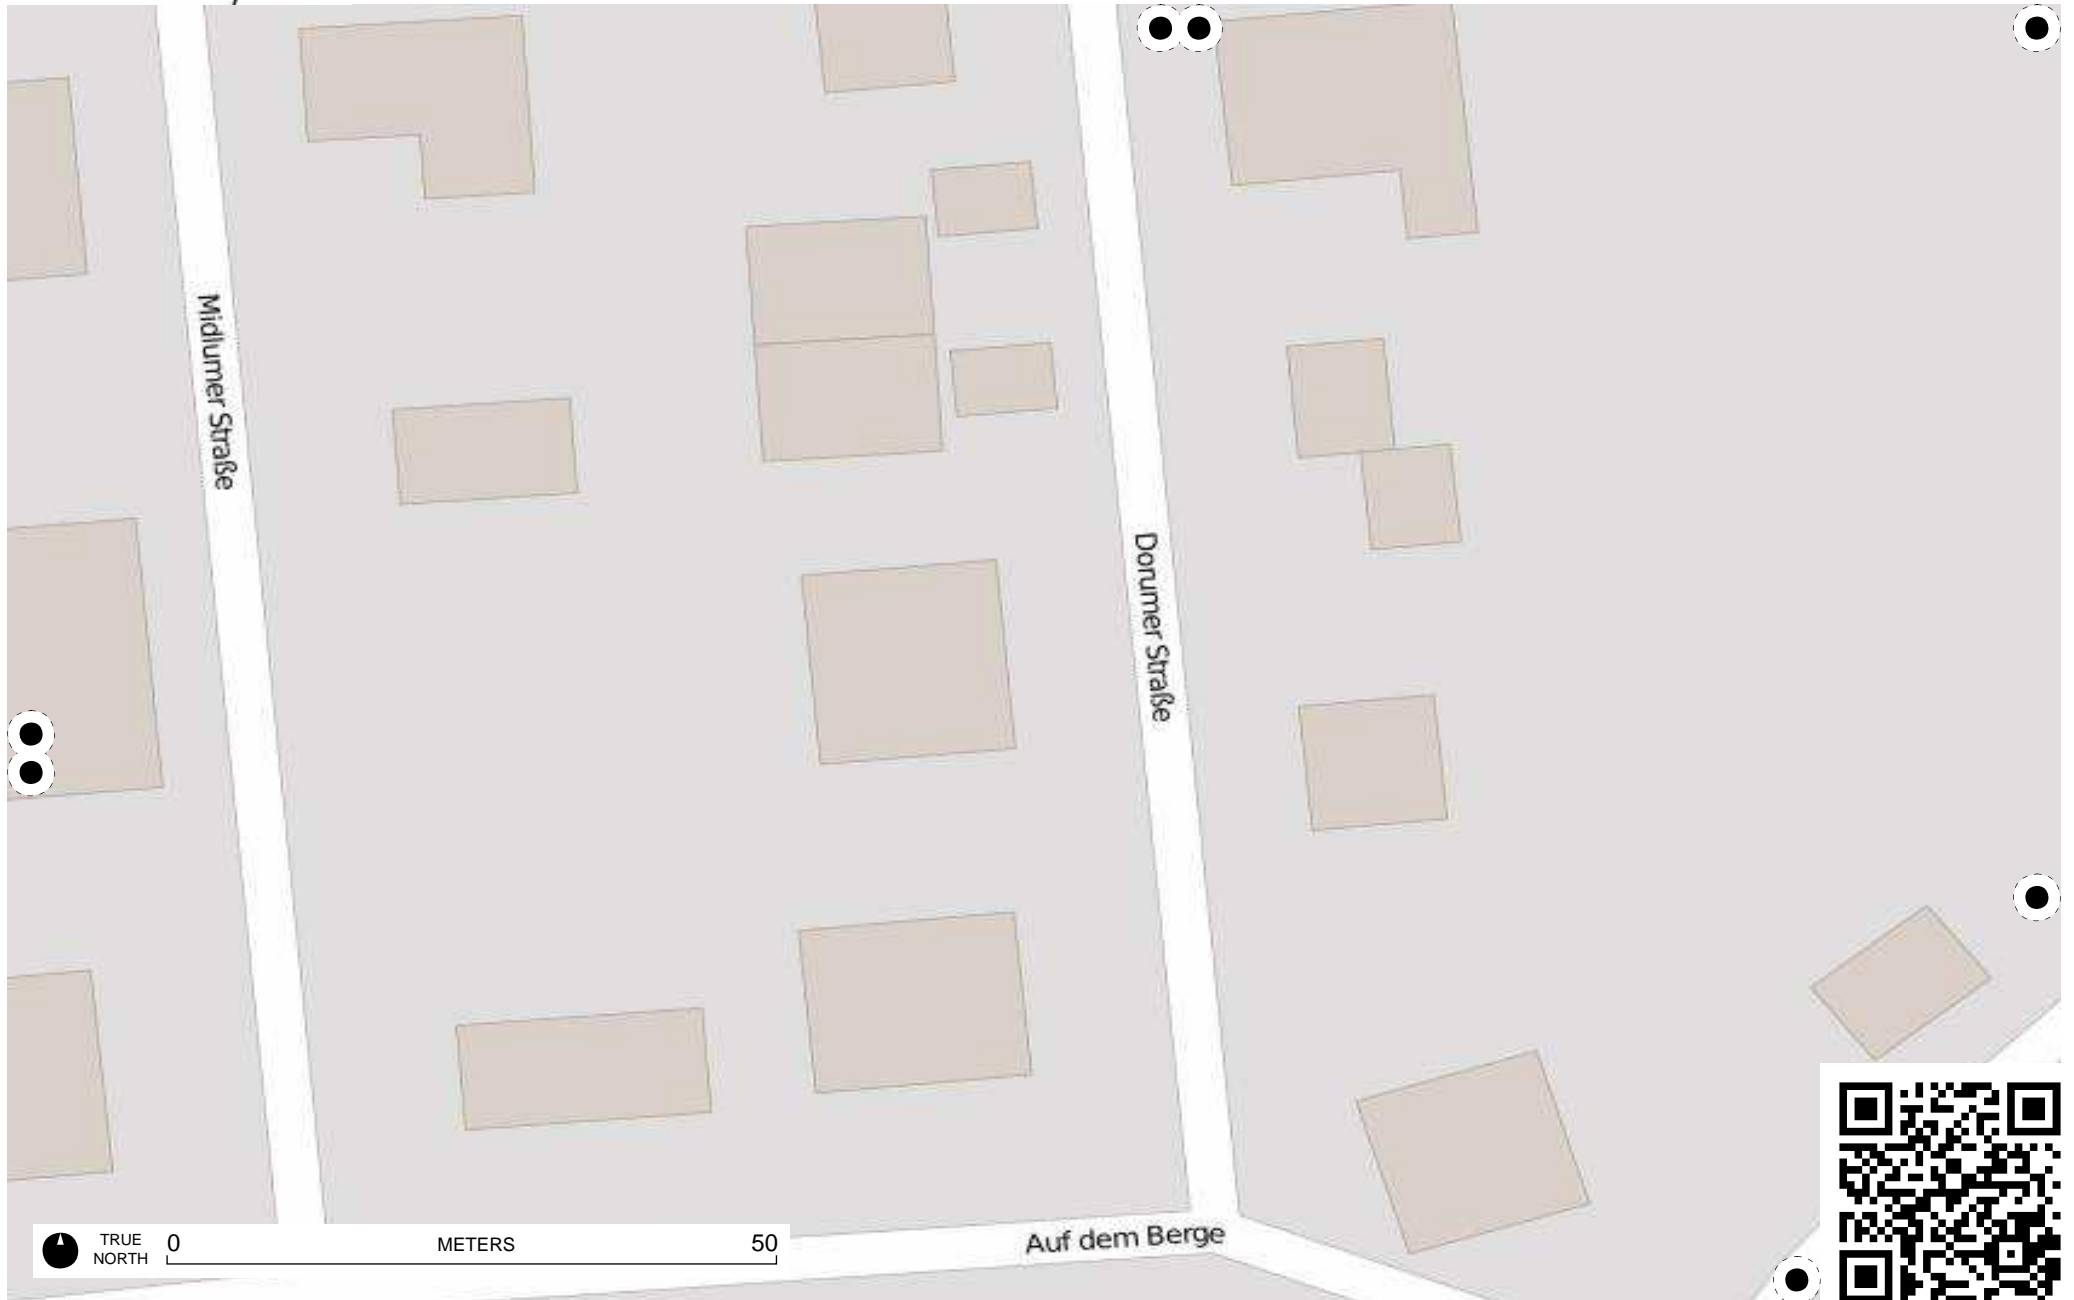 Midlumer Straße
Dorumer Straße
Auf dem Berge
TRUE
NORTH
0
METERS
50